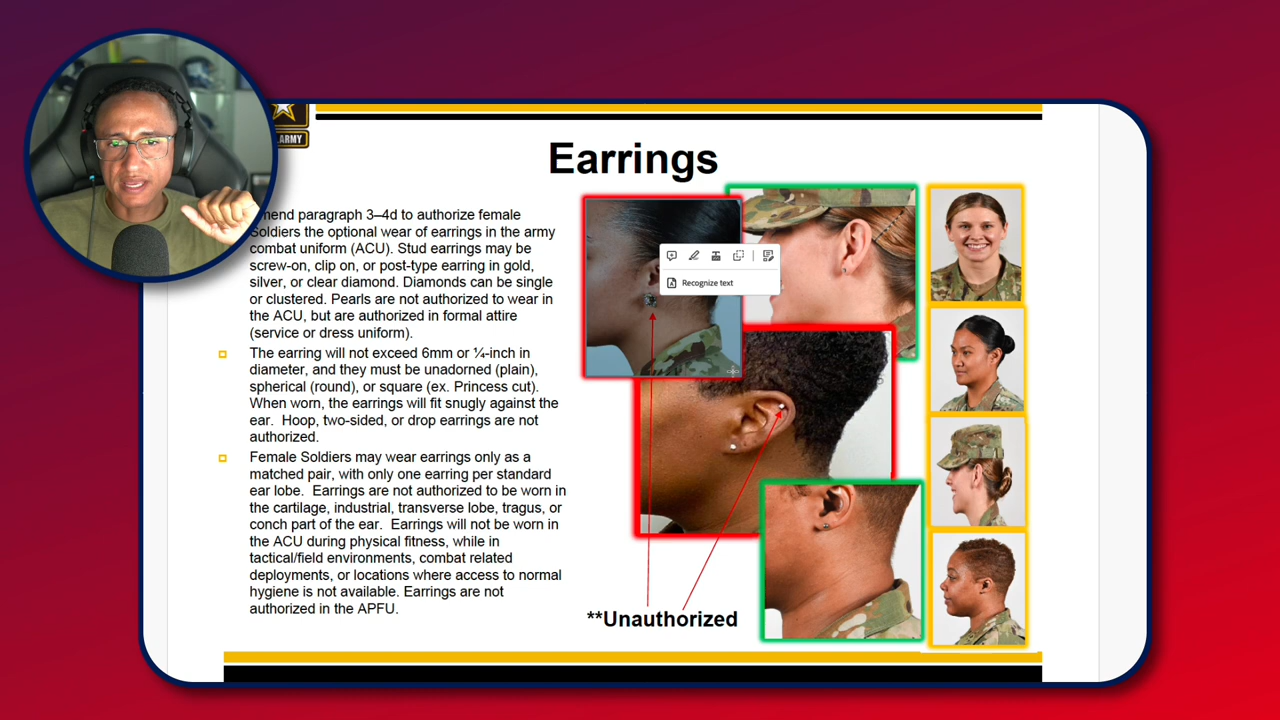 ARMY
Earrings
mend paragraph 3–4d to authorize female
Soldiers the optional wear of earrings in the army
combat uniform (ACU). Stud earrings may be
screw-on, clip on, or post-type earring in gold,
silver, or clear diamond. Diamonds can be single
or clustered. Pearls are not authorized to wear in
the ACU, but are authorized in formal attire
(service or dress uniform).
The earring will not exceed 6mm or ¼-inch in
diameter, and they must be unadorned (plain),
spherical (round), or square (ex. Princess cut).
When worn, the earrings will fit snugly against the
ear.  Hoop, two-sided, or drop earrings are not
authorized.
Female Soldiers may wear earrings only as a
matched pair, with only one earring per standard
ear lobe.  Earrings are not authorized to be worn in
the cartilage, industrial, transverse lobe, tragus, or
conch part of the ear.  Earrings will not be worn in
the ACU during physical fitness, while in
tactical/field environments, combat related
deployments, or locations where access to normal
hygiene is not available. Earrings are not
authorized in the APFU.
Recognize text
**Unauthorized